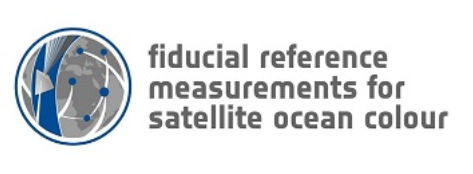 fiducial reference
measurements for
satellite ocean colour